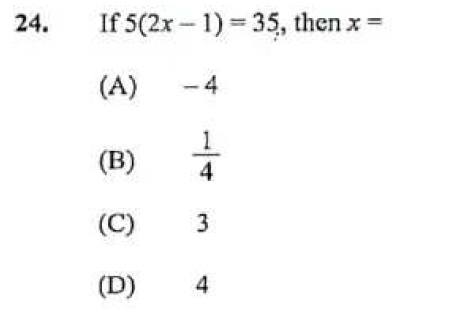 24. If 5(2x – 1) = 35, then x =
(A) – 4
(B) 1/4
(C) 3
(D) 4